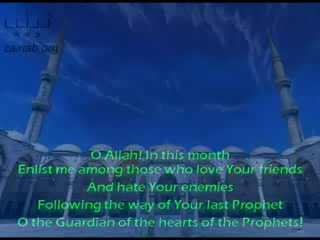 zainab.org
O Allah! In this month
Enlist me among those who love Your friends
And hate Your enemies
Following the way of Your last Prophet
O the Guardian of the hearts of the Prophets!